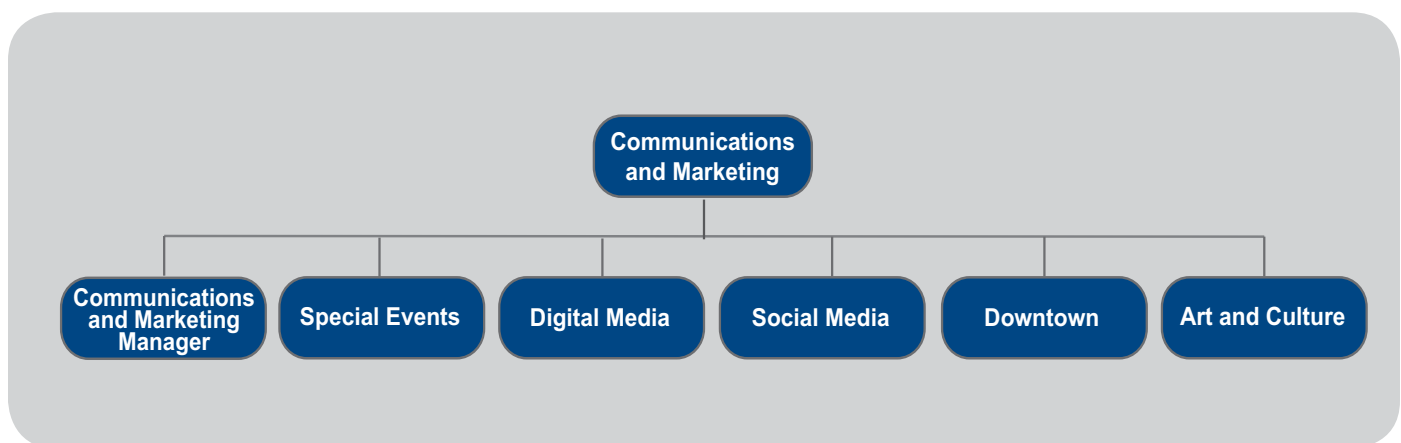 Communications
and Marketing
Communications
and Marketing
Manager
Special Events
Digital Media
Social Media
Downtown
Art and Culture